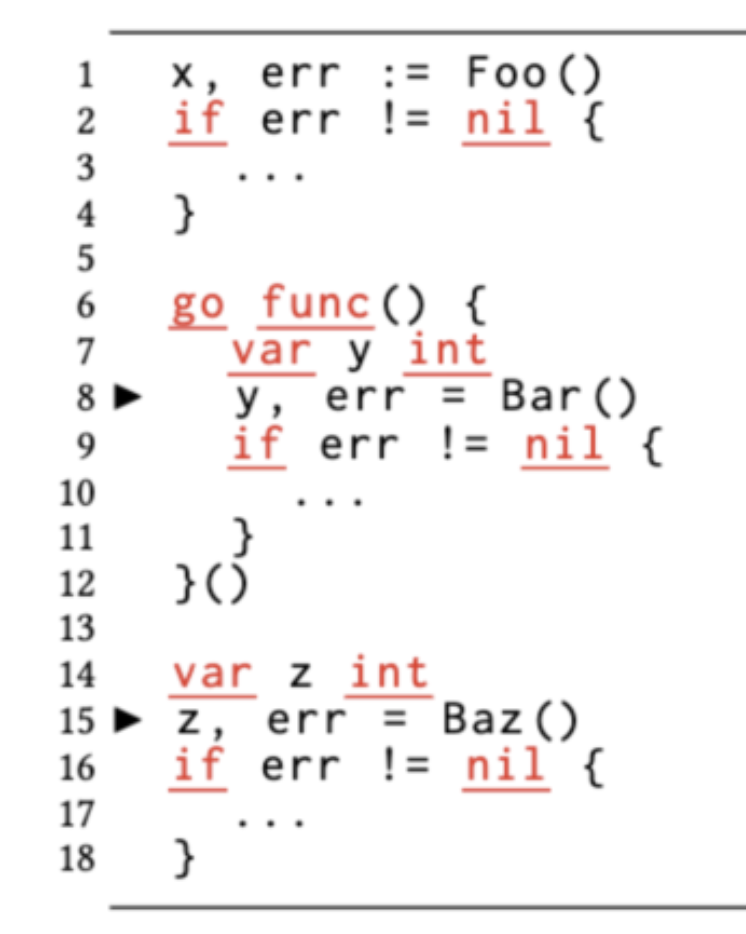 1 x, err := Foo()
2 if err != nil {
3 ...
4 }
5
6 go func() {
7 var y int
8 ► y, err = Bar()
9 if err != nil {
10 ...
11 }
12 }()
13
14 var z int
15 ► z, err = Baz()
16 if err != nil {
17 ...
18 }